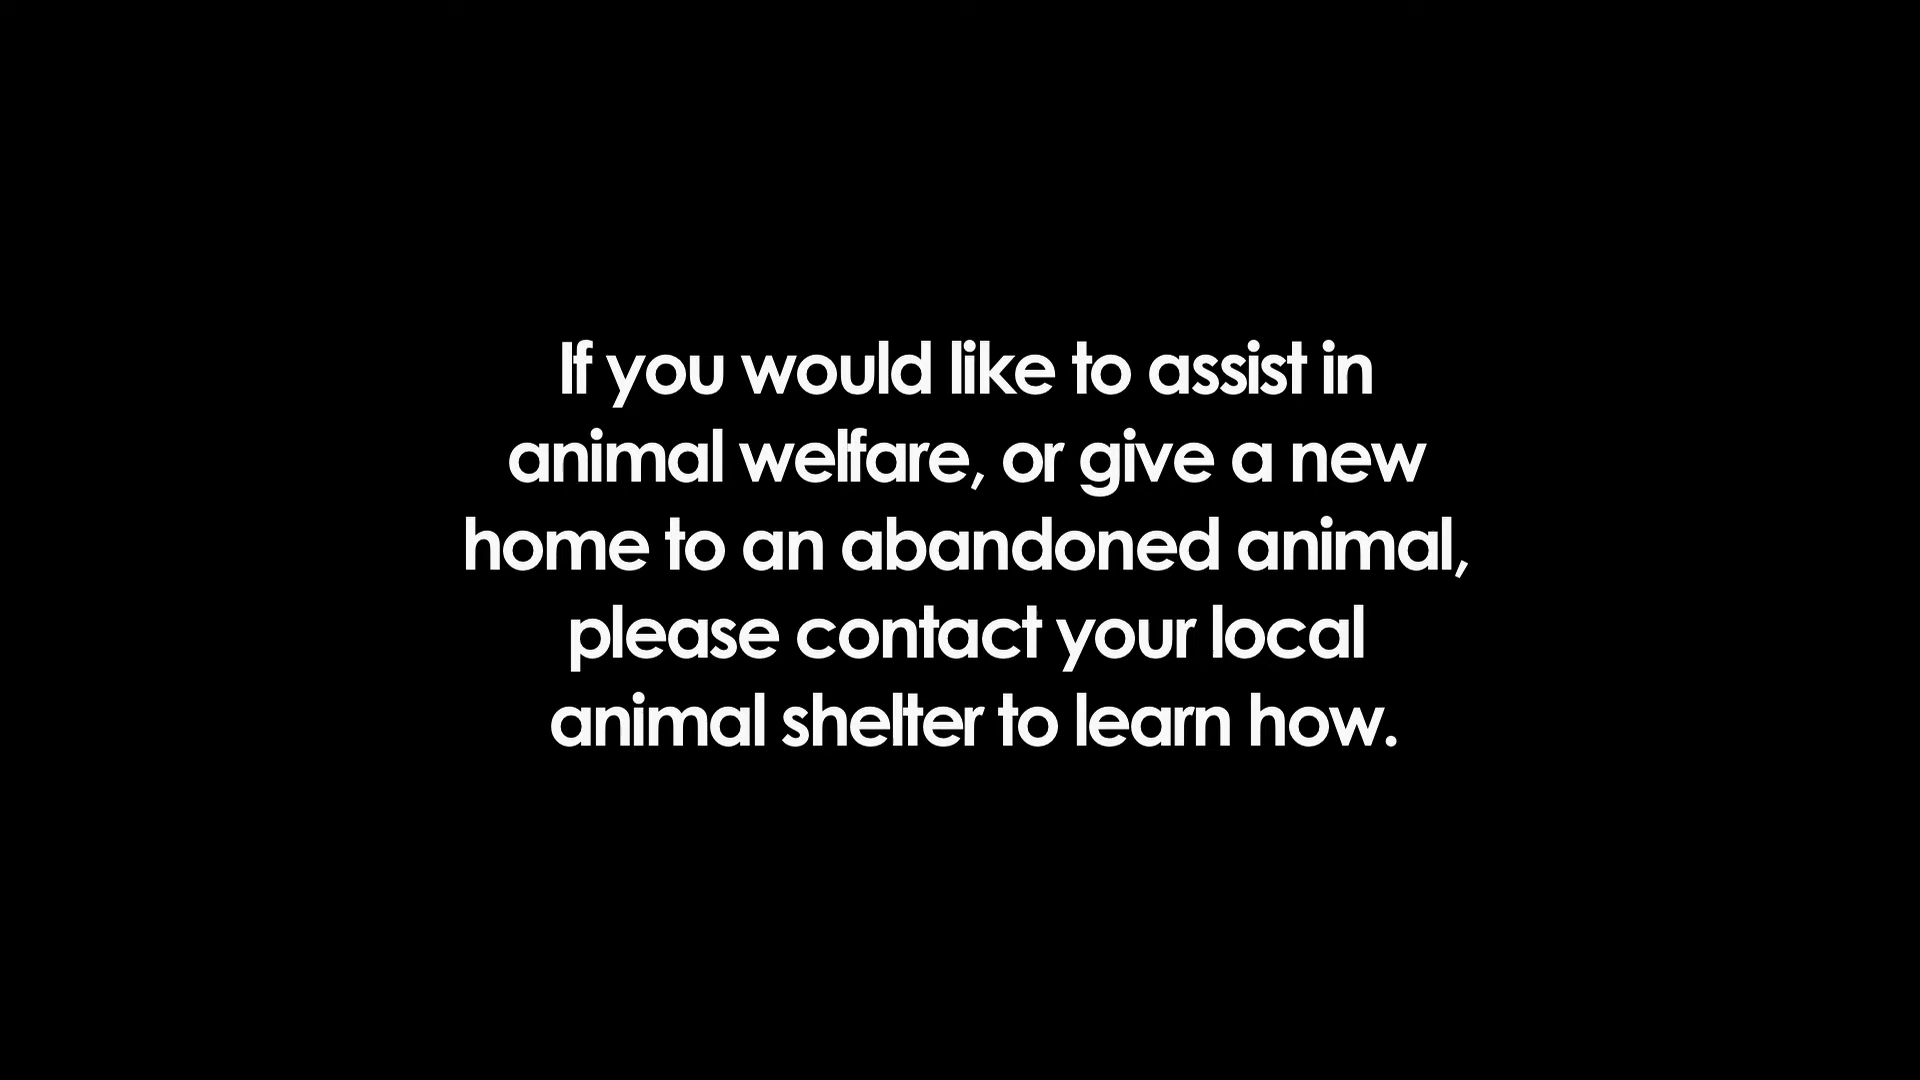 If you would like to assist in
animal welfare, or give a new
home to an abandoned animal,
please contact your local
animal shelter to learn how.